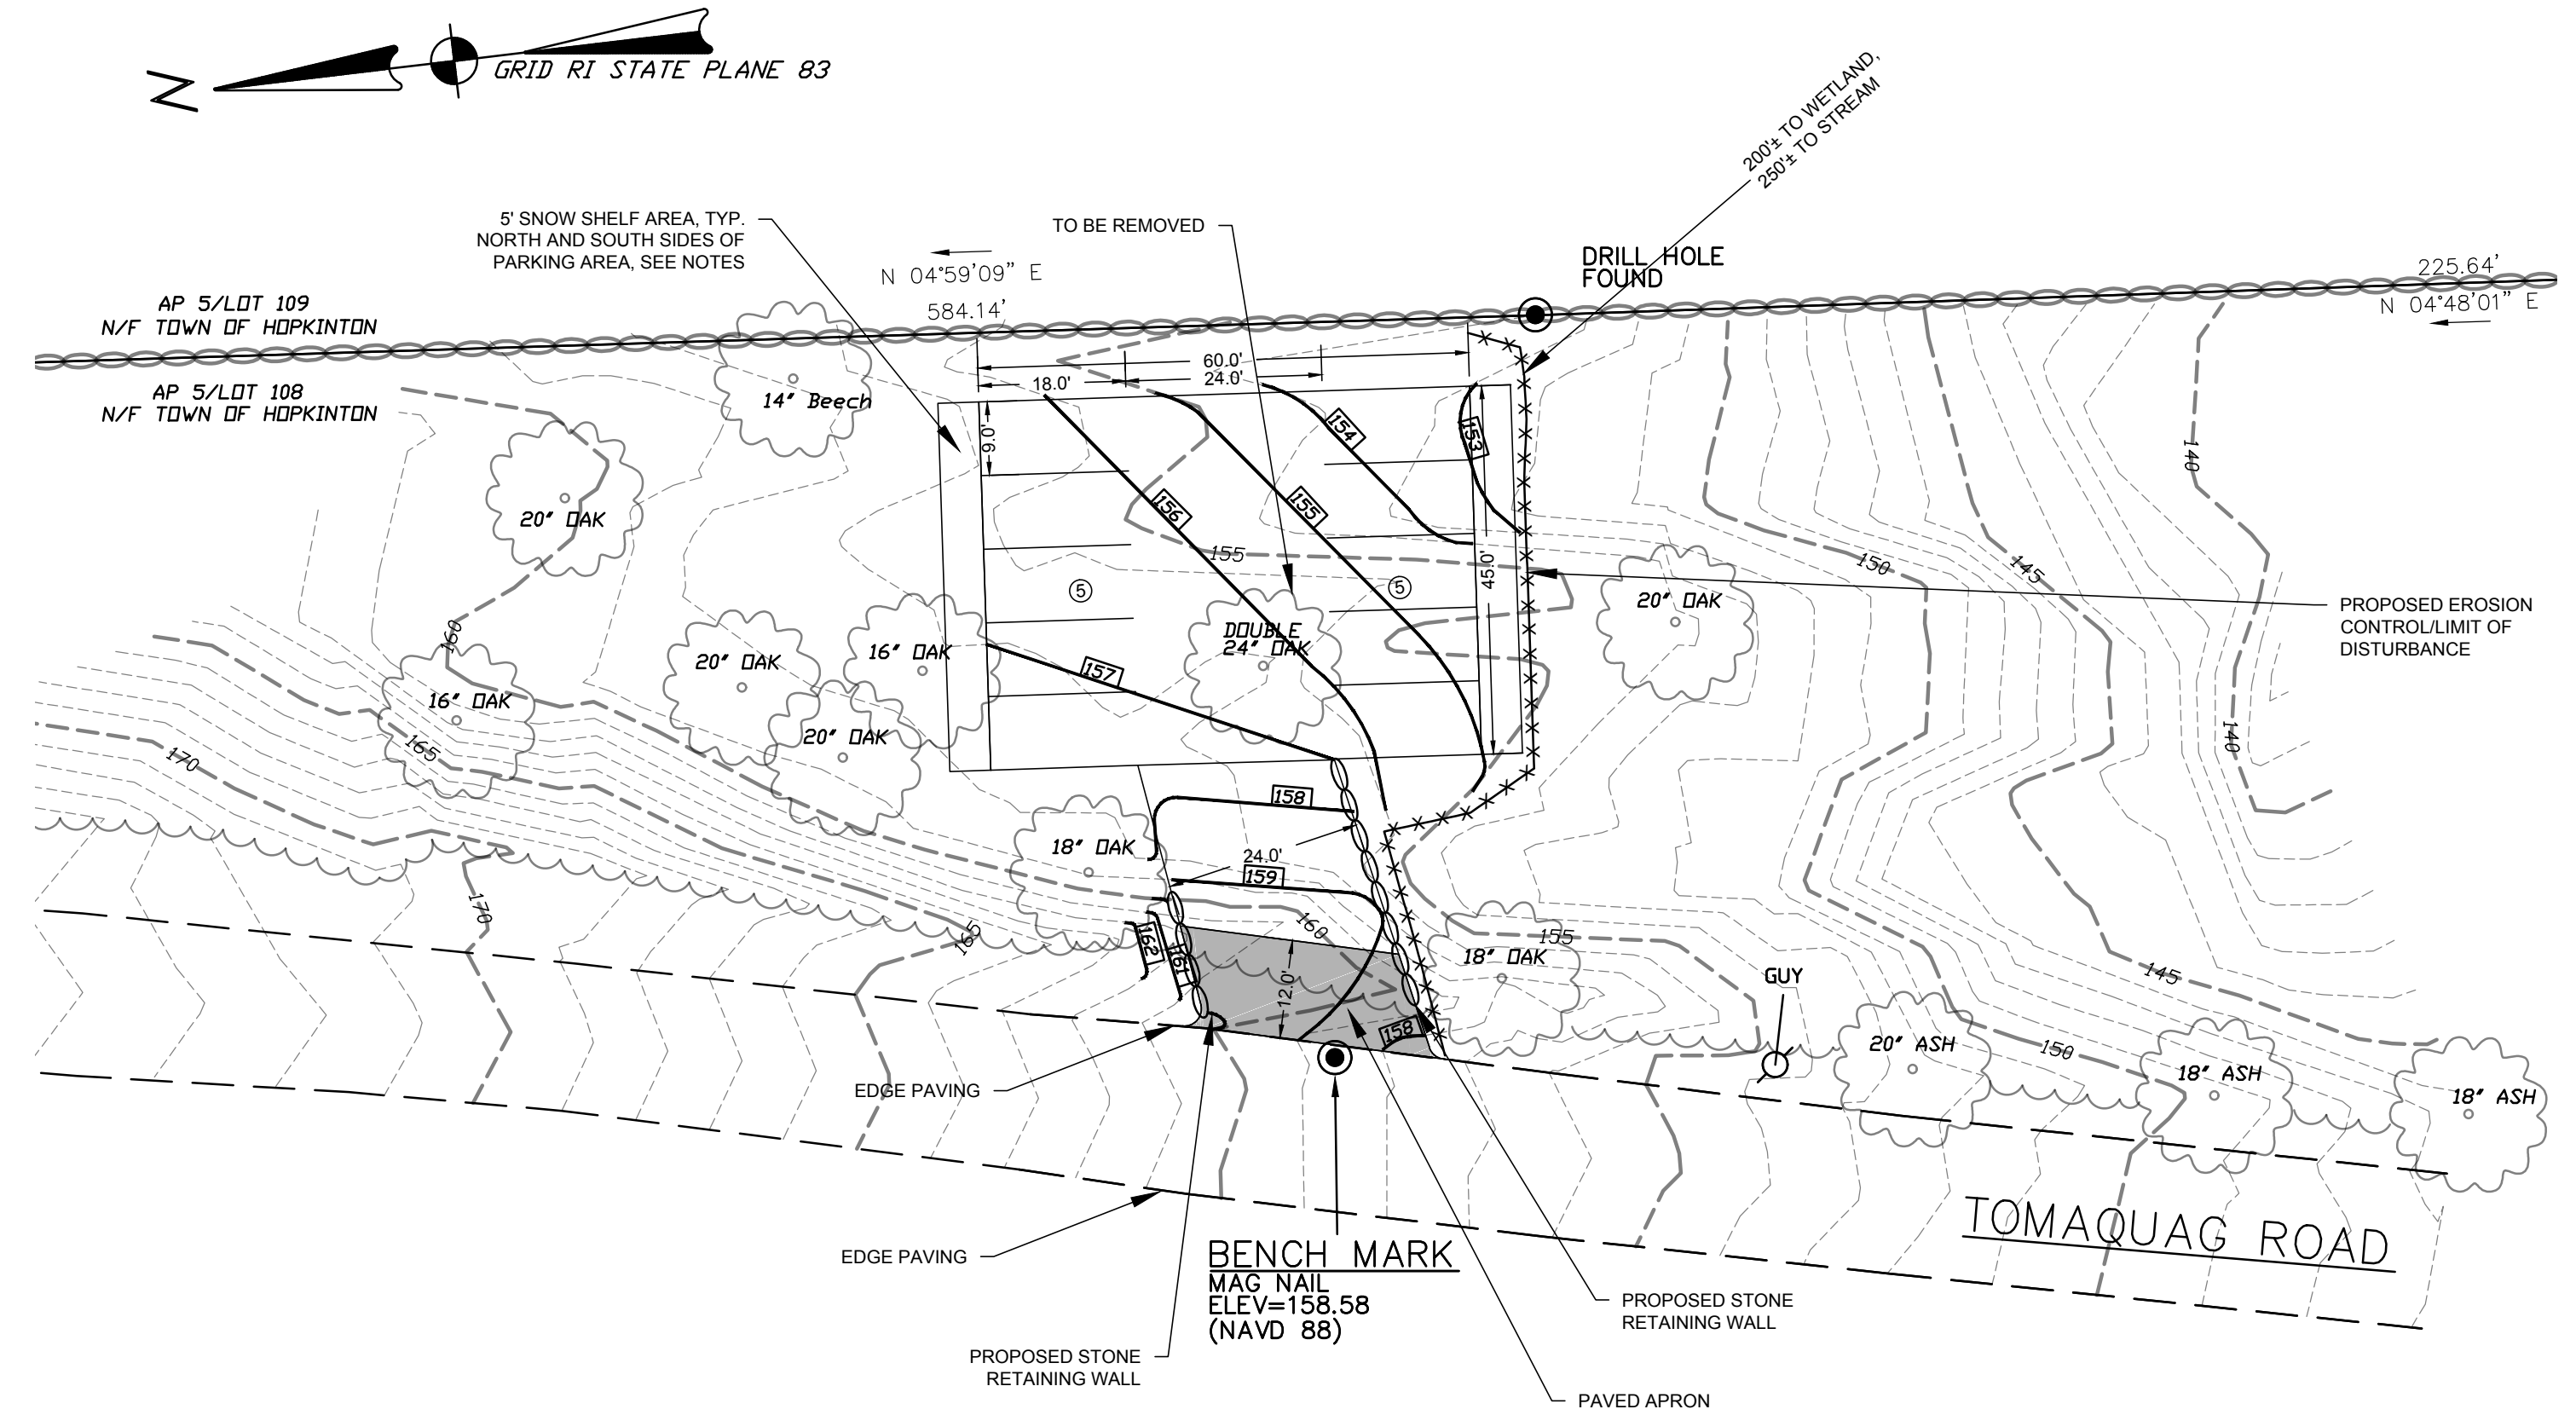 N
GRID RI STATE PLANE 83
200'± TO WETLAND,
250'± TO STREAM
5' SNOW SHELF AREA, TYP.
NORTH AND SOUTH SIDES OF
PARKING AREA, SEE NOTES
TO BE REMOVED
DRILL HOLE
FOUND
N 04°59'09" E
584.14'
225.64'
N 04°48'01" E
AP 5/LOT 109
N/F TOWN OF HOPKINTON
AP 5/LOT 108
N/F TOWN OF HOPKINTON
60.0'
18.0'
24.0'
14" Beech
9.0'
154
153
140
20" OAK
156
155
155
150
145
45.0'
5
5
20" OAK
PROPOSED EROSION
CONTROL/LIMIT OF
DISTURBANCE
160
DOUBLE
24" OAK
20" OAK
16" OAK
157
16" OAK
20" OAK
165
170
140
158
18" OAK
24.0'
159
170
165
160
162
161
155
18" OAK
12.0'
GUY
145
158
20" ASH
150
18" ASH
18" ASH
EDGE PAVING
EDGE PAVING
TOMAQUAG ROAD
BENCH MARK
MAG NAIL
ELEV=158.58
(NAVD 88)
PROPOSED STONE
RETAINING WALL
PROPOSED STONE
RETAINING WALL
PAVED APRON